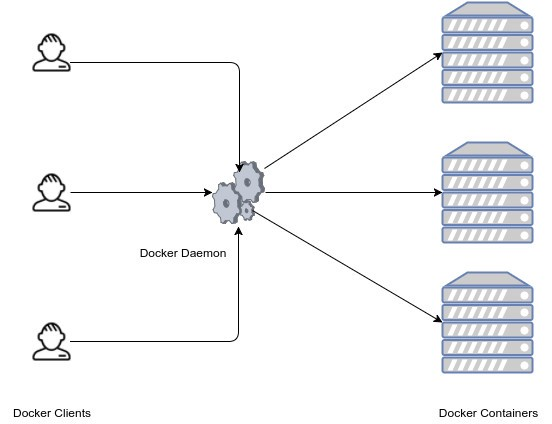 Docker Daemon
Docker Clients
Docker Containers